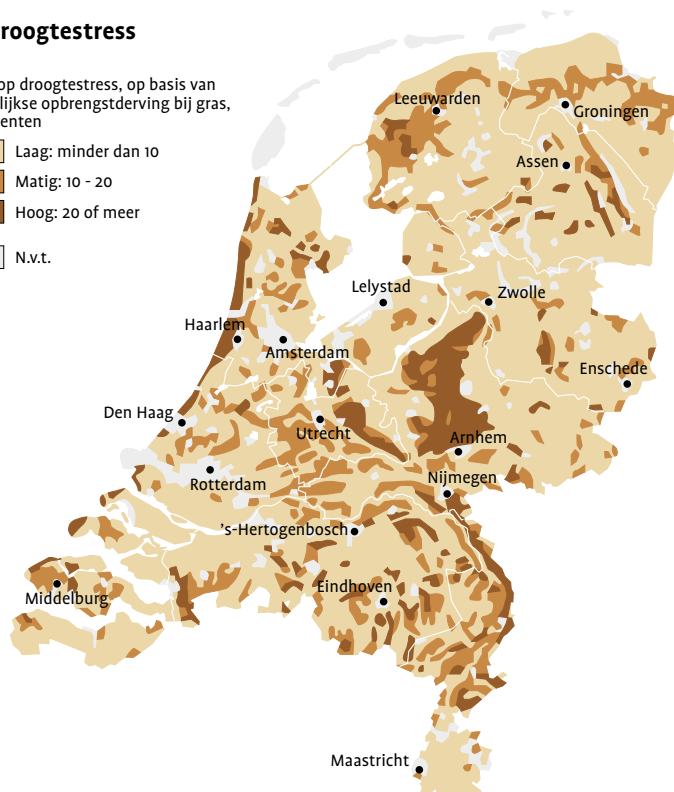 roogtestress
op droogtestress, op basis van
lijkse opbrengstderving bij gras,
enten
Laag: minder dan 10
Matig: 10 - 20
Hoog: 20 of meer
N.v.t.
Leeuwarden
Groningen
Assen
Lelystad
Zwolle
Haarlem
Amsterdam
Enschede
Den Haag
Utrecht
Arnhem
Rotterdam
Nijmegen
's-Hertogenbosch
Eindhoven
Middelburg
Maastricht